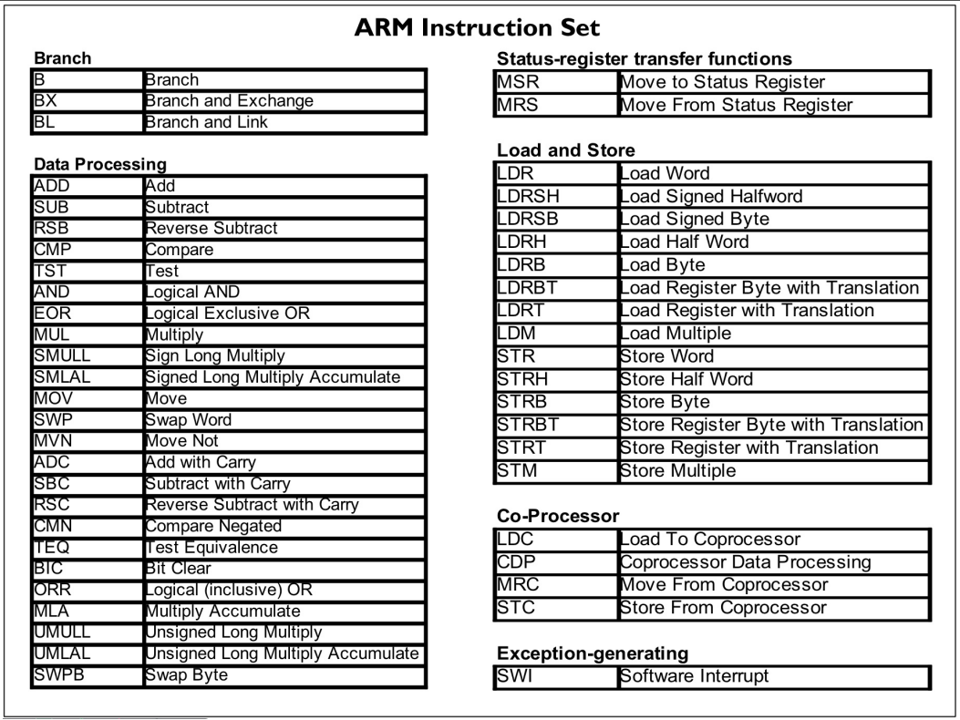 ARM Instruction Set
Branch
B Branch
BX Branch and Exchange
BL Branch and Link
Data Processing
ADD Add
SUB Subtract
RSB Reverse Subtract
CMP Compare
TST Test
AND Logical AND
EOR Logical Exclusive OR
MUL Multiply
SMULL Sign Long Multiply
SMLAL Signed Long Multiply Accumulate
MOV Move
SWP Swap Word
MVN Move Not
ADC Add with Carry
SBC Subtract with Carry
RSC Reverse Subtract with Carry
CMN Compare Negated
TEQ Test Equivalence
BIC Bit Clear
ORR Logical (inclusive) OR
MLA Multiply Accumulate
UMULL Unsigned Long Multiply
UMLAL Unsigned Long Multiply Accumulate
SWPB Swap Byte
Status-register transfer functions
MSR Move to Status Register
MRS Move From Status Register
Load and Store
LDR Load Word
LDRSH Load Signed Halfword
LDRSB Load Signed Byte
LDRH Load Half Word
LDRB Load Byte
LDRBT Load Register Byte with Translation
LDRT Load Register with Translation
LDM Load Multiple
STR Store Word
STRH Store Half Word
STRB Store Byte
STRBT Store Register Byte with Translation
STRT Store Register with Translation
STM Store Multiple
Co-Processor
LDC Load To Coprocessor
CDP Coprocessor Data Processing
MRC Move From Coprocessor
STC Store From Coprocessor
Exception-generating
SWI Software Interrupt